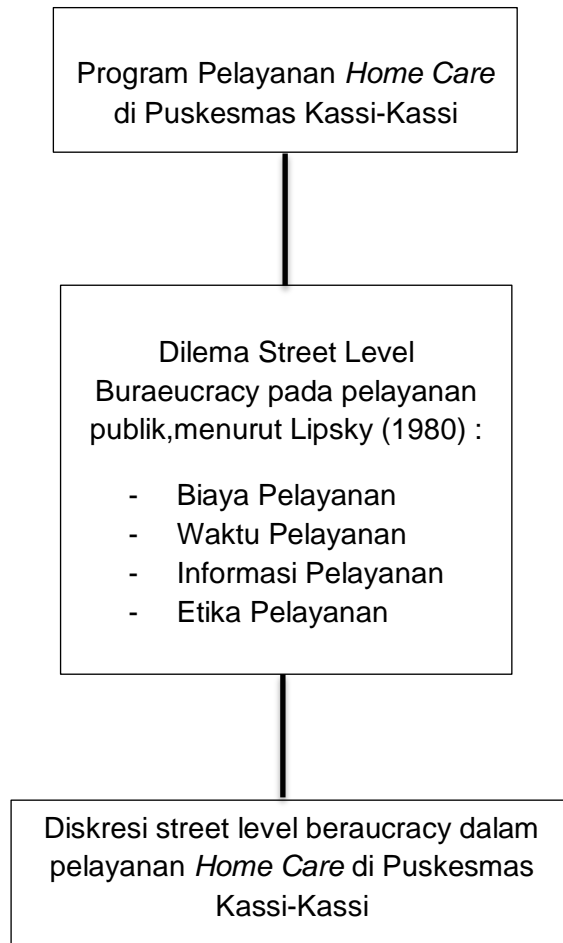 Program Pelayanan Home Care
di Puskesmas Kassi-Kassi
Dilema Street Level
Buraeucracy pada pelayanan
publik,menurut Lipsky (1980) :
- Biaya Pelayanan
- Waktu Pelayanan
- Informasi Pelayanan
- Etika Pelayanan
Diskresi street level beraucracy dalam
pelayanan Home Care di Puskesmas
Kassi-Kassi